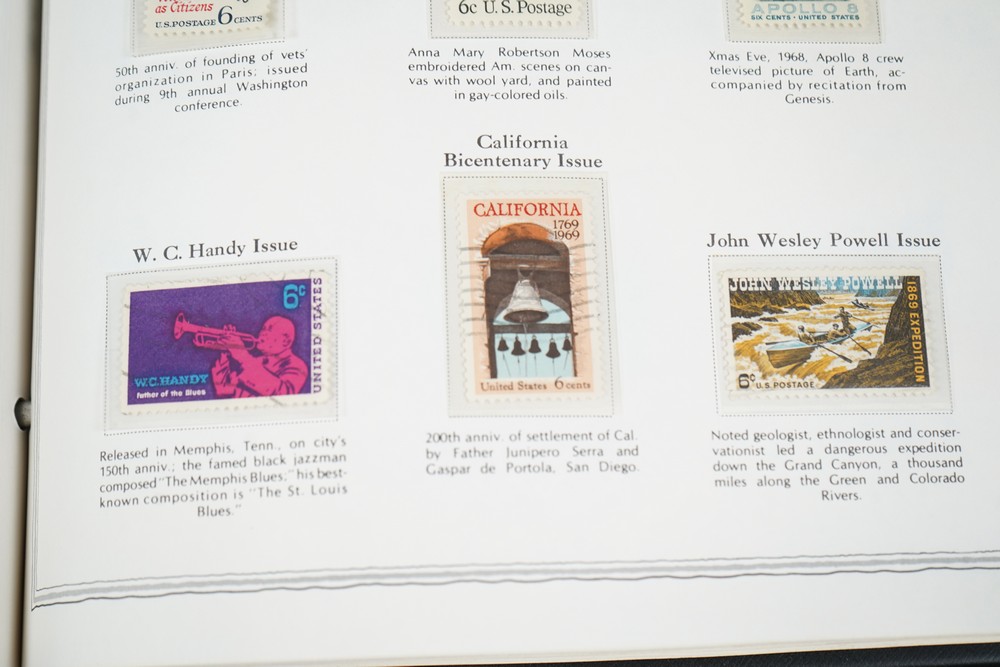 as Citizens
U.S.POSTAGE 6 CENTS
50th anniv. of founding of vets'
organization in Paris; issued
during 9th annual Washington
conference.
6c U.S. Postage
Anna Mary Robertson Moses
embroidered Am. scenes on can-
vas with wool yard, and painted
in gay-colored oils.
APOLLO 8
SIX CENTS · UNITED STATES
Xmas Eve, 1968, Apollo 8 crew
televised picture of Earth, ac-
companied by recitation from
Genesis.
W. C. Handy Issue
6c
UNITED STATES
W.C. HANDY
Father of the Blues
Released in Memphis, Tenn., on city's
150th anniv.; the famed black jazzman
composed "The Memphis Blues;" his best-
known composition is "The St. Louis
Blues."
California
Bicentenary Issue
CALIFORNIA
1769
1969
United States 6 cents
200th anniv. of settlement of Cal.
by Father Junipero Serra and
Gaspar de Portola, San Diego.
John Wesley Powell Issue
JOHN WESLEY POWELL
1869 EXPEDITION
6c U.S. POSTAGE
Noted geologist, ethnologist and conser-
vationist led a dangerous expedition
down the Grand Canyon, a thousand
miles along the Green and Colorado
Rivers.